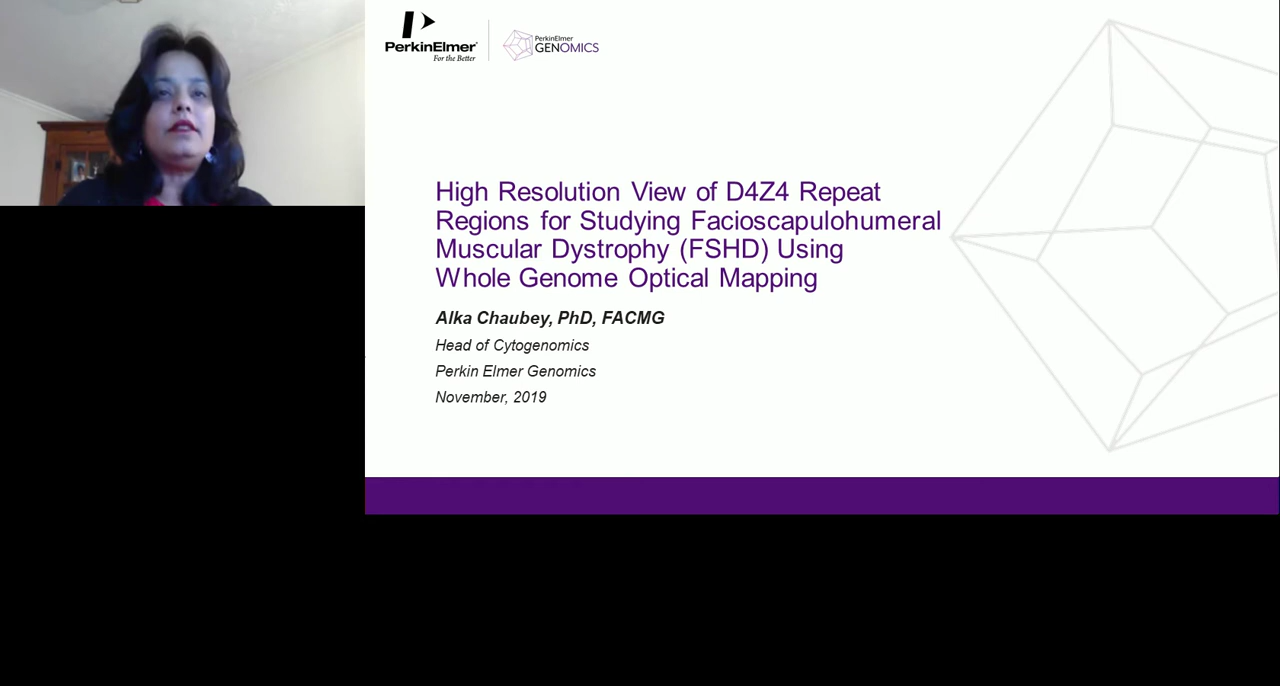 PerkinElmer
For the Better
PerkinElmer
GENOMICS
High Resolution View of D4Z4 Repeat
Regions for Studying Facioscapulohumeral
Muscular Dystrophy (FSHD) Using
Whole Genome Optical Mapping
Alka Chaubey, PhD, FACMG
Head of Cytogenomics
Perkin Elmer Genomics
November, 2019